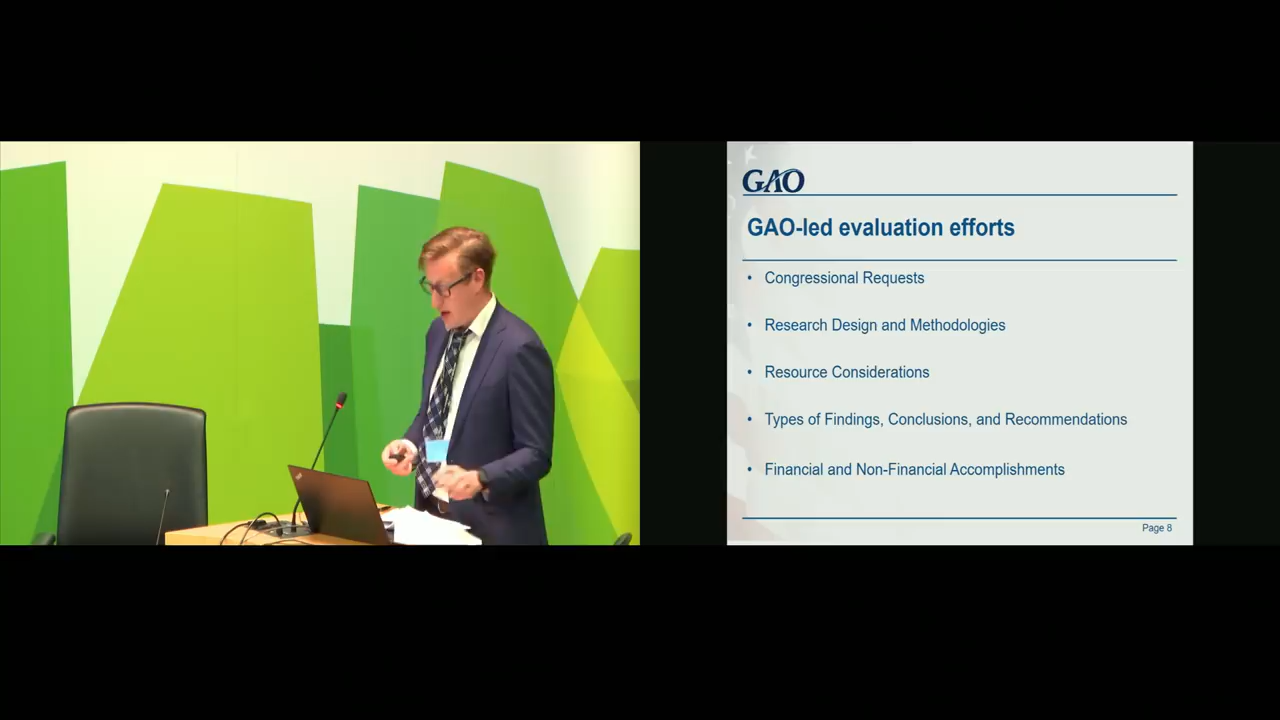 GAO
GAO-led evaluation efforts
• Congressional Requests
• Research Design and Methodologies
• Resource Considerations
• Types of Findings, Conclusions, and Recommendations
• Financial and Non-Financial Accomplishments
Page 8